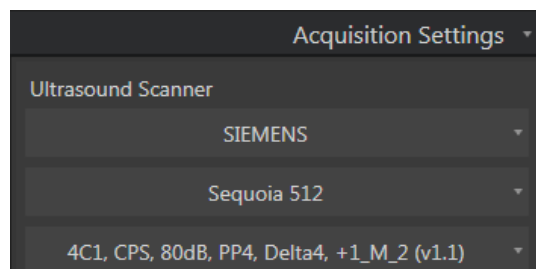 Acquisition Settings
Ultrasound Scanner
SIEMENS
Sequoia 512
4C1, CPS, 80dB, PP4, Delta4, +1_M_2 (v1.1)